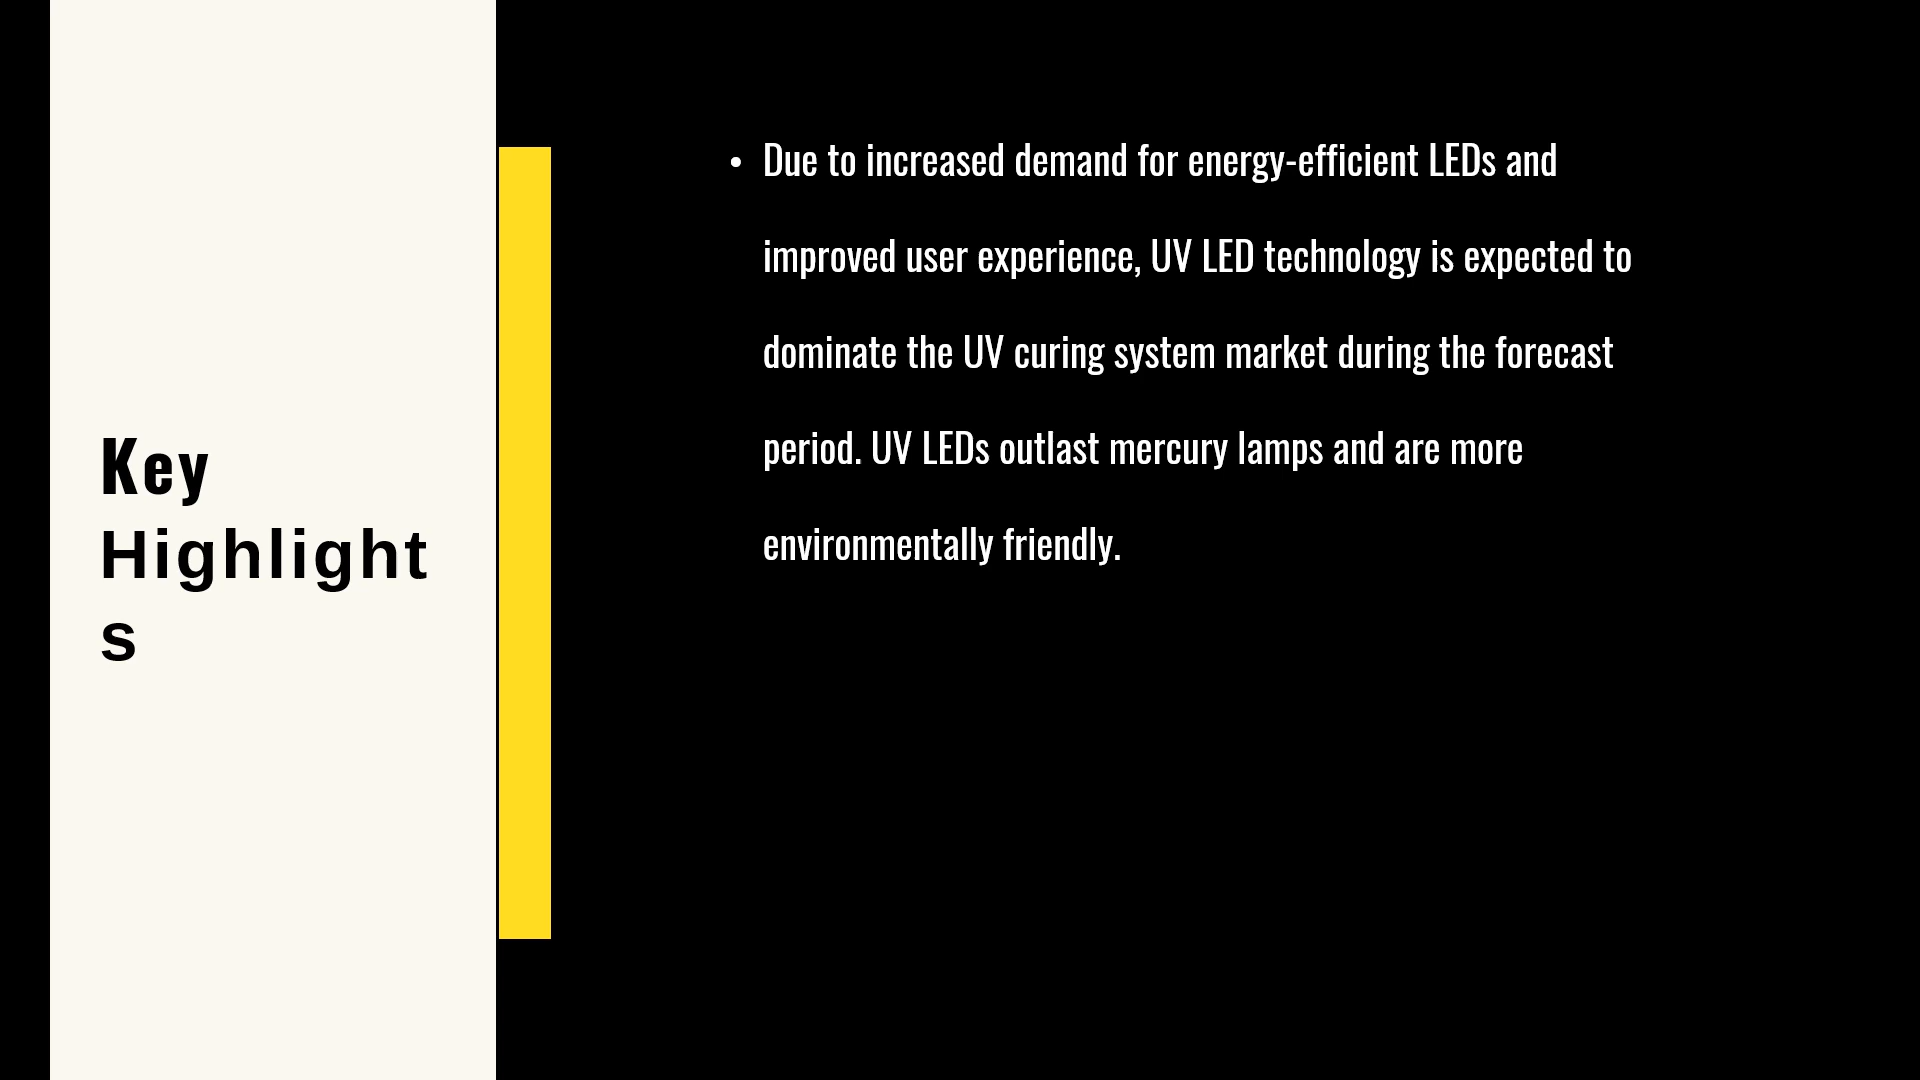 Key
Highlight
s
• Due to increased demand for energy-efficient LEDs and
improved user experience, UV LED technology is expected to
dominate the UV curing system market during the forecast
period. UV LEDs outlast mercury lamps and are more
environmentally friendly.